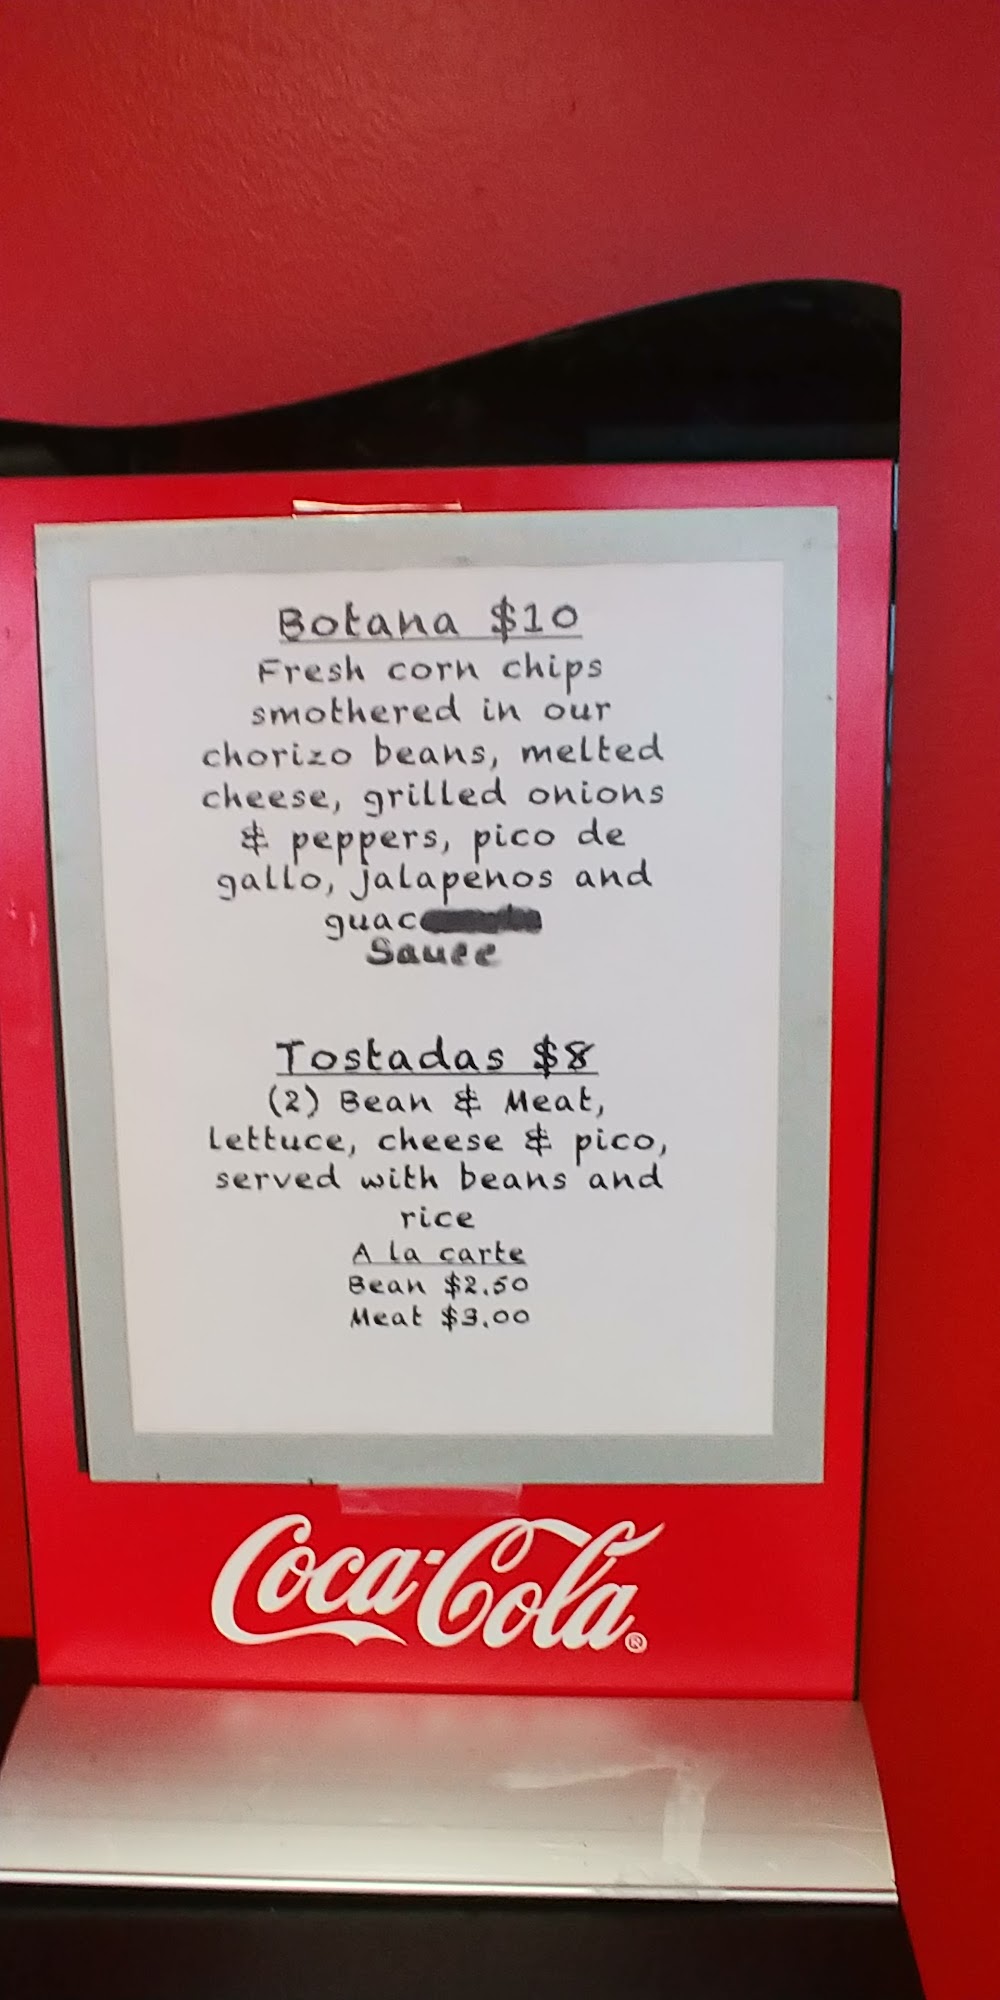 Botana $10
Fresh corn chips
smothered in our
chorizo beans, melted
cheese, grilled onions
& peppers, pico de
gallo, jalapenos and
guac
Sauce
Tostadas $8
(2) Bean & Meat,
lettuce, cheese & pico,
served with beans and
rice
A la carte
Bean $2.50
Meat $3.00
Coca-Cola®